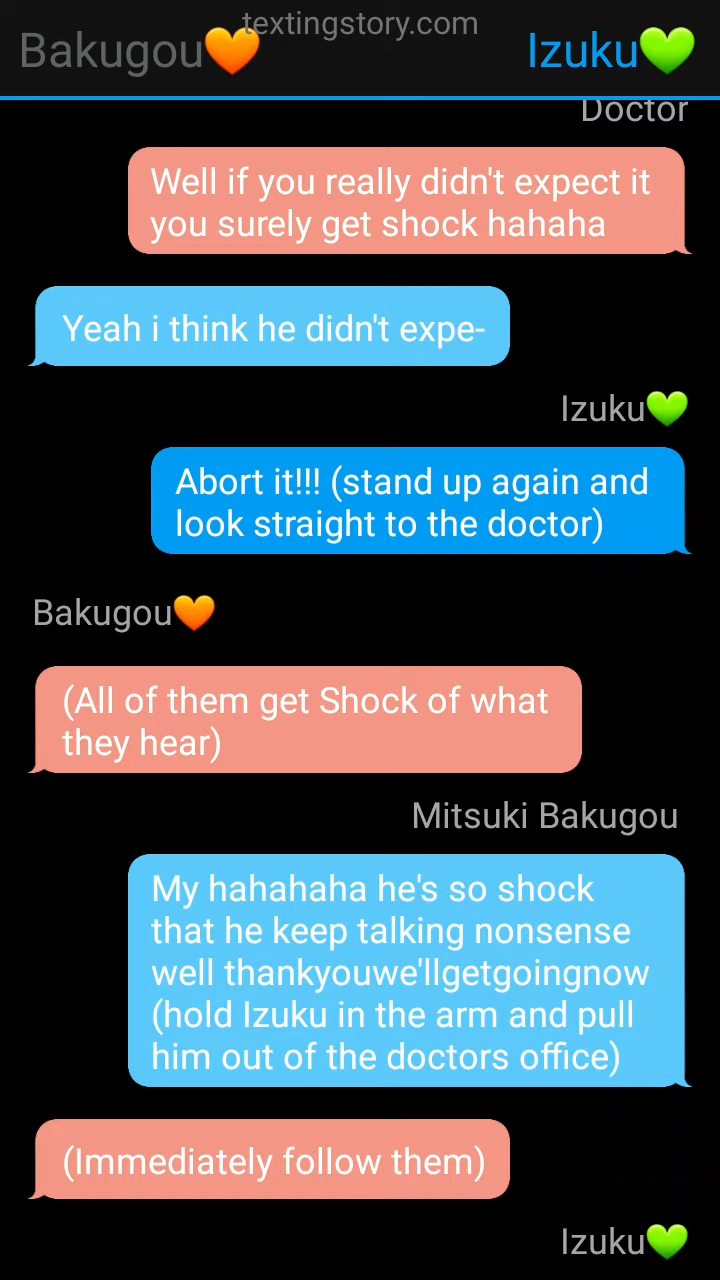 textingstory.com
Bakugou🧡 Izuku💚
Doctor
Well if you really didn't expect it
you surely get shock hahaha
Yeah i think he didn't expe-
Izuku💚
Abort it!!! (stand up again and
look straight to the doctor)
Bakugou🧡
(All of them get Shock of what
they hear)
Mitsuki Bakugou
My hahahaha he's so shock
that he keep talking nonsense
well thankyouwe'llgetgoingnow
(hold Izuku in the arm and pull
him out of the doctors office)
(Immediately follow them)
Izuku💚